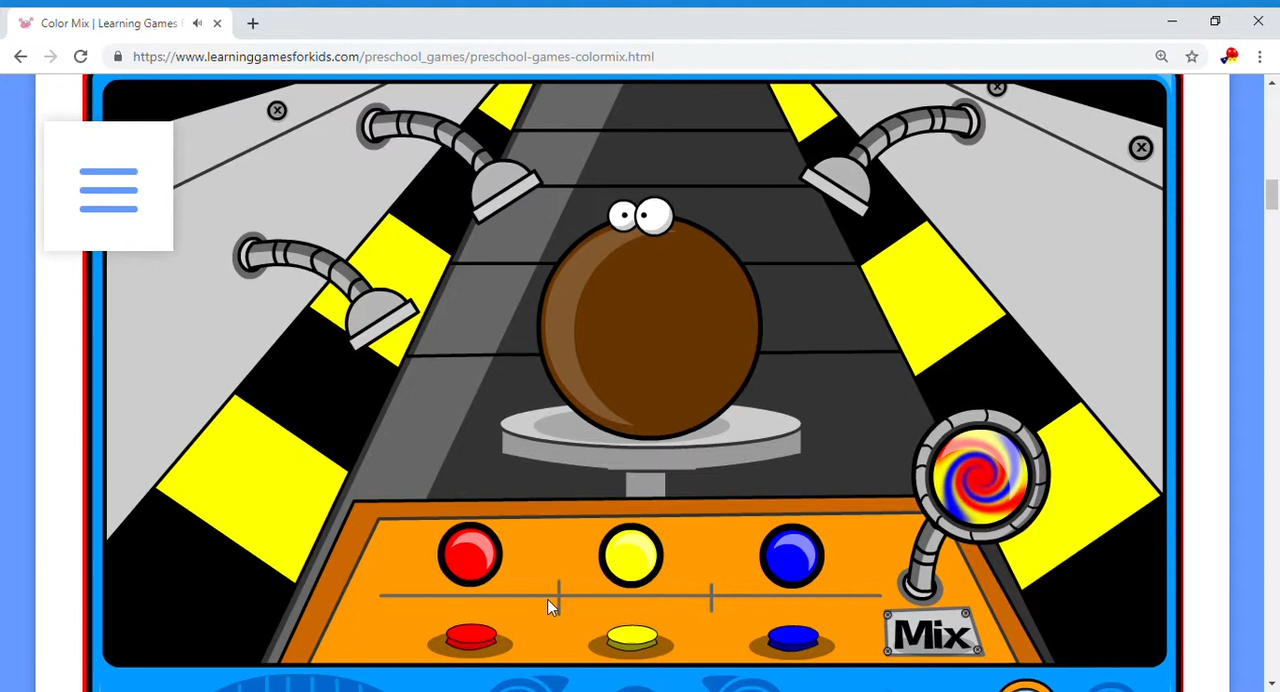 Color Mix | Learning Games f
https://www.learninggamesforkids.com/preschool_games/preschool-games-colormix.html
Mix